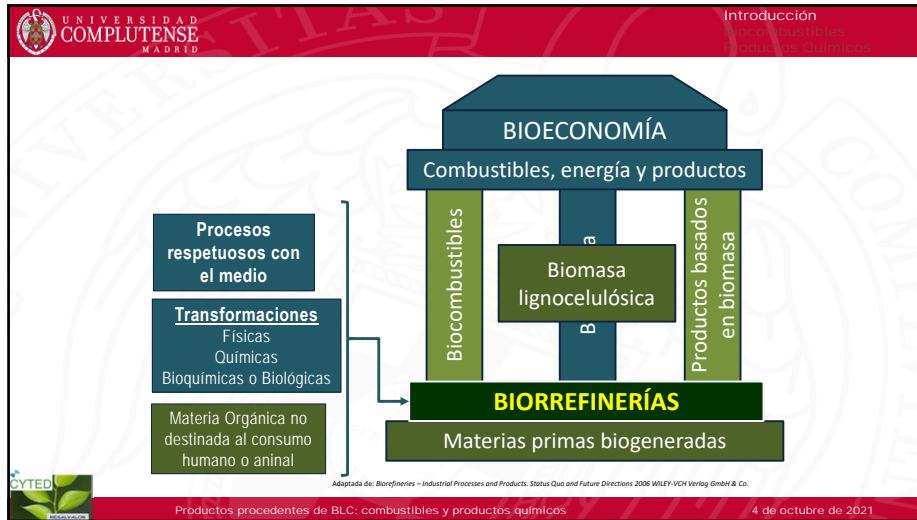 UNIVERSIDAD
COMPLUTENSE
MADRID
Introducción
Biocombustibles
Productos Químicos
BIOECONOMÍA
Combustibles, energía y productos
Biocombustibles
Biomasa
lignocelulósica
Productos basados
en biomasa
Procesos
respetuosos con
el medio
Transformaciones
Físicas
Químicas
Bioquímicas o Biológicas
Materia Orgánica no
destinada al consumo
humano o aninal
BIORREFINERÍAS
Materias primas biogeneradas
Adaptada de: Biorefineries – Industrial Processes and Products. Status Quo and Future Directions 2006 WILEY-VCH Verlag GmbH & Co.
CYTED
Productos procedentes de BLC: combustibles y productos químicos
4 de octubre de 2021